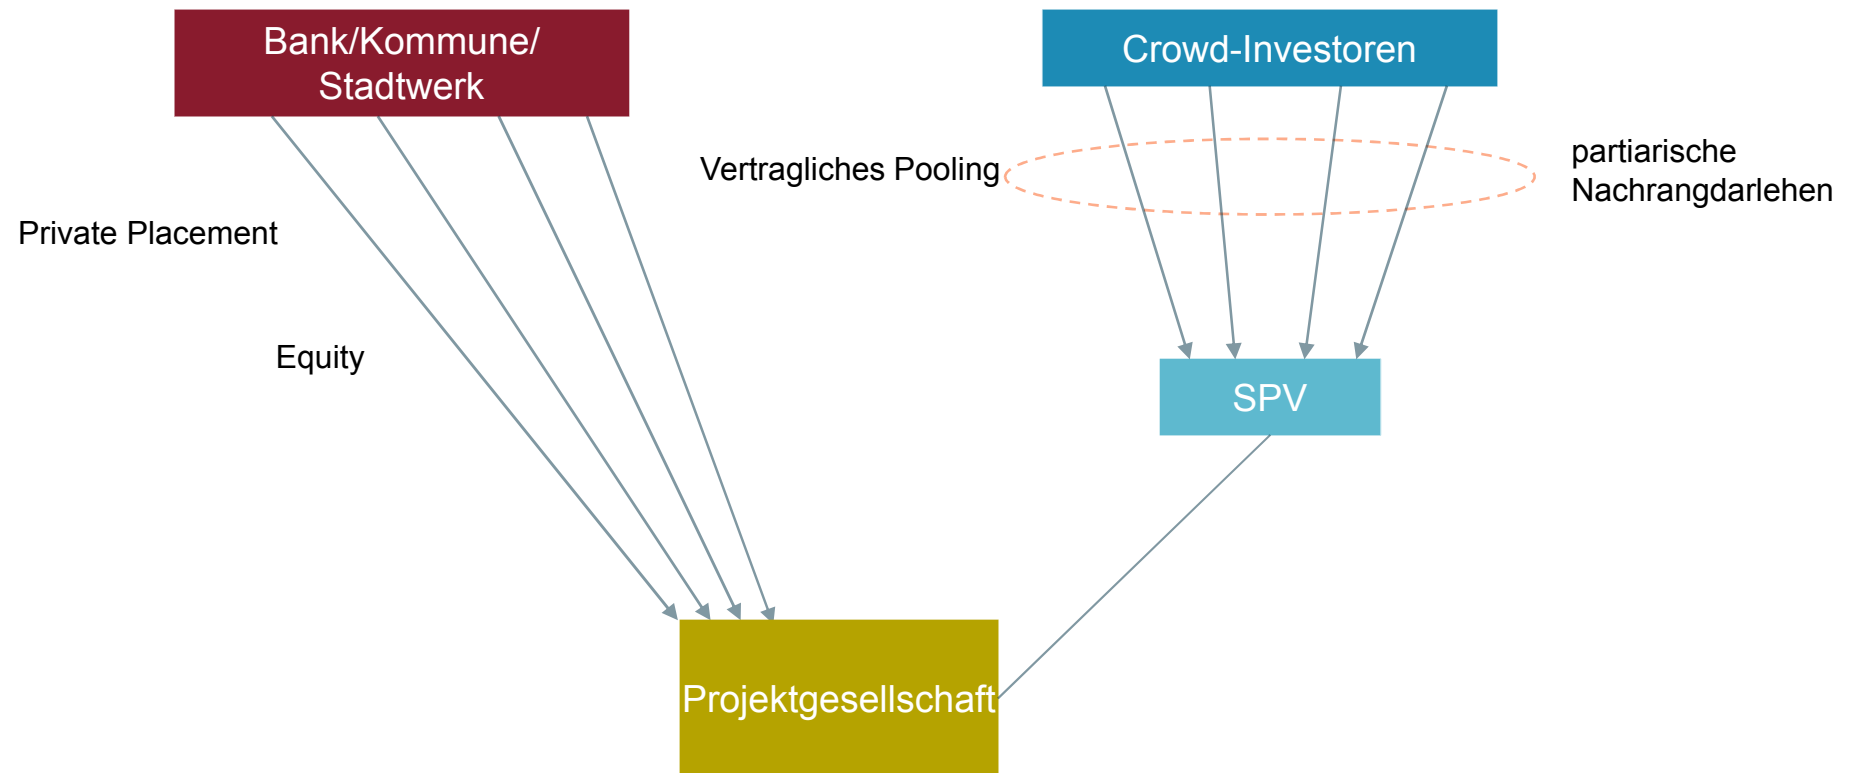 Bank/Kommune/
Stadtwerk
Crowd-Investoren
Vertragliches Pooling
partiarische
Nachrangdarlehen
Private Placement
Equity
SPV
Projektgesellschaft